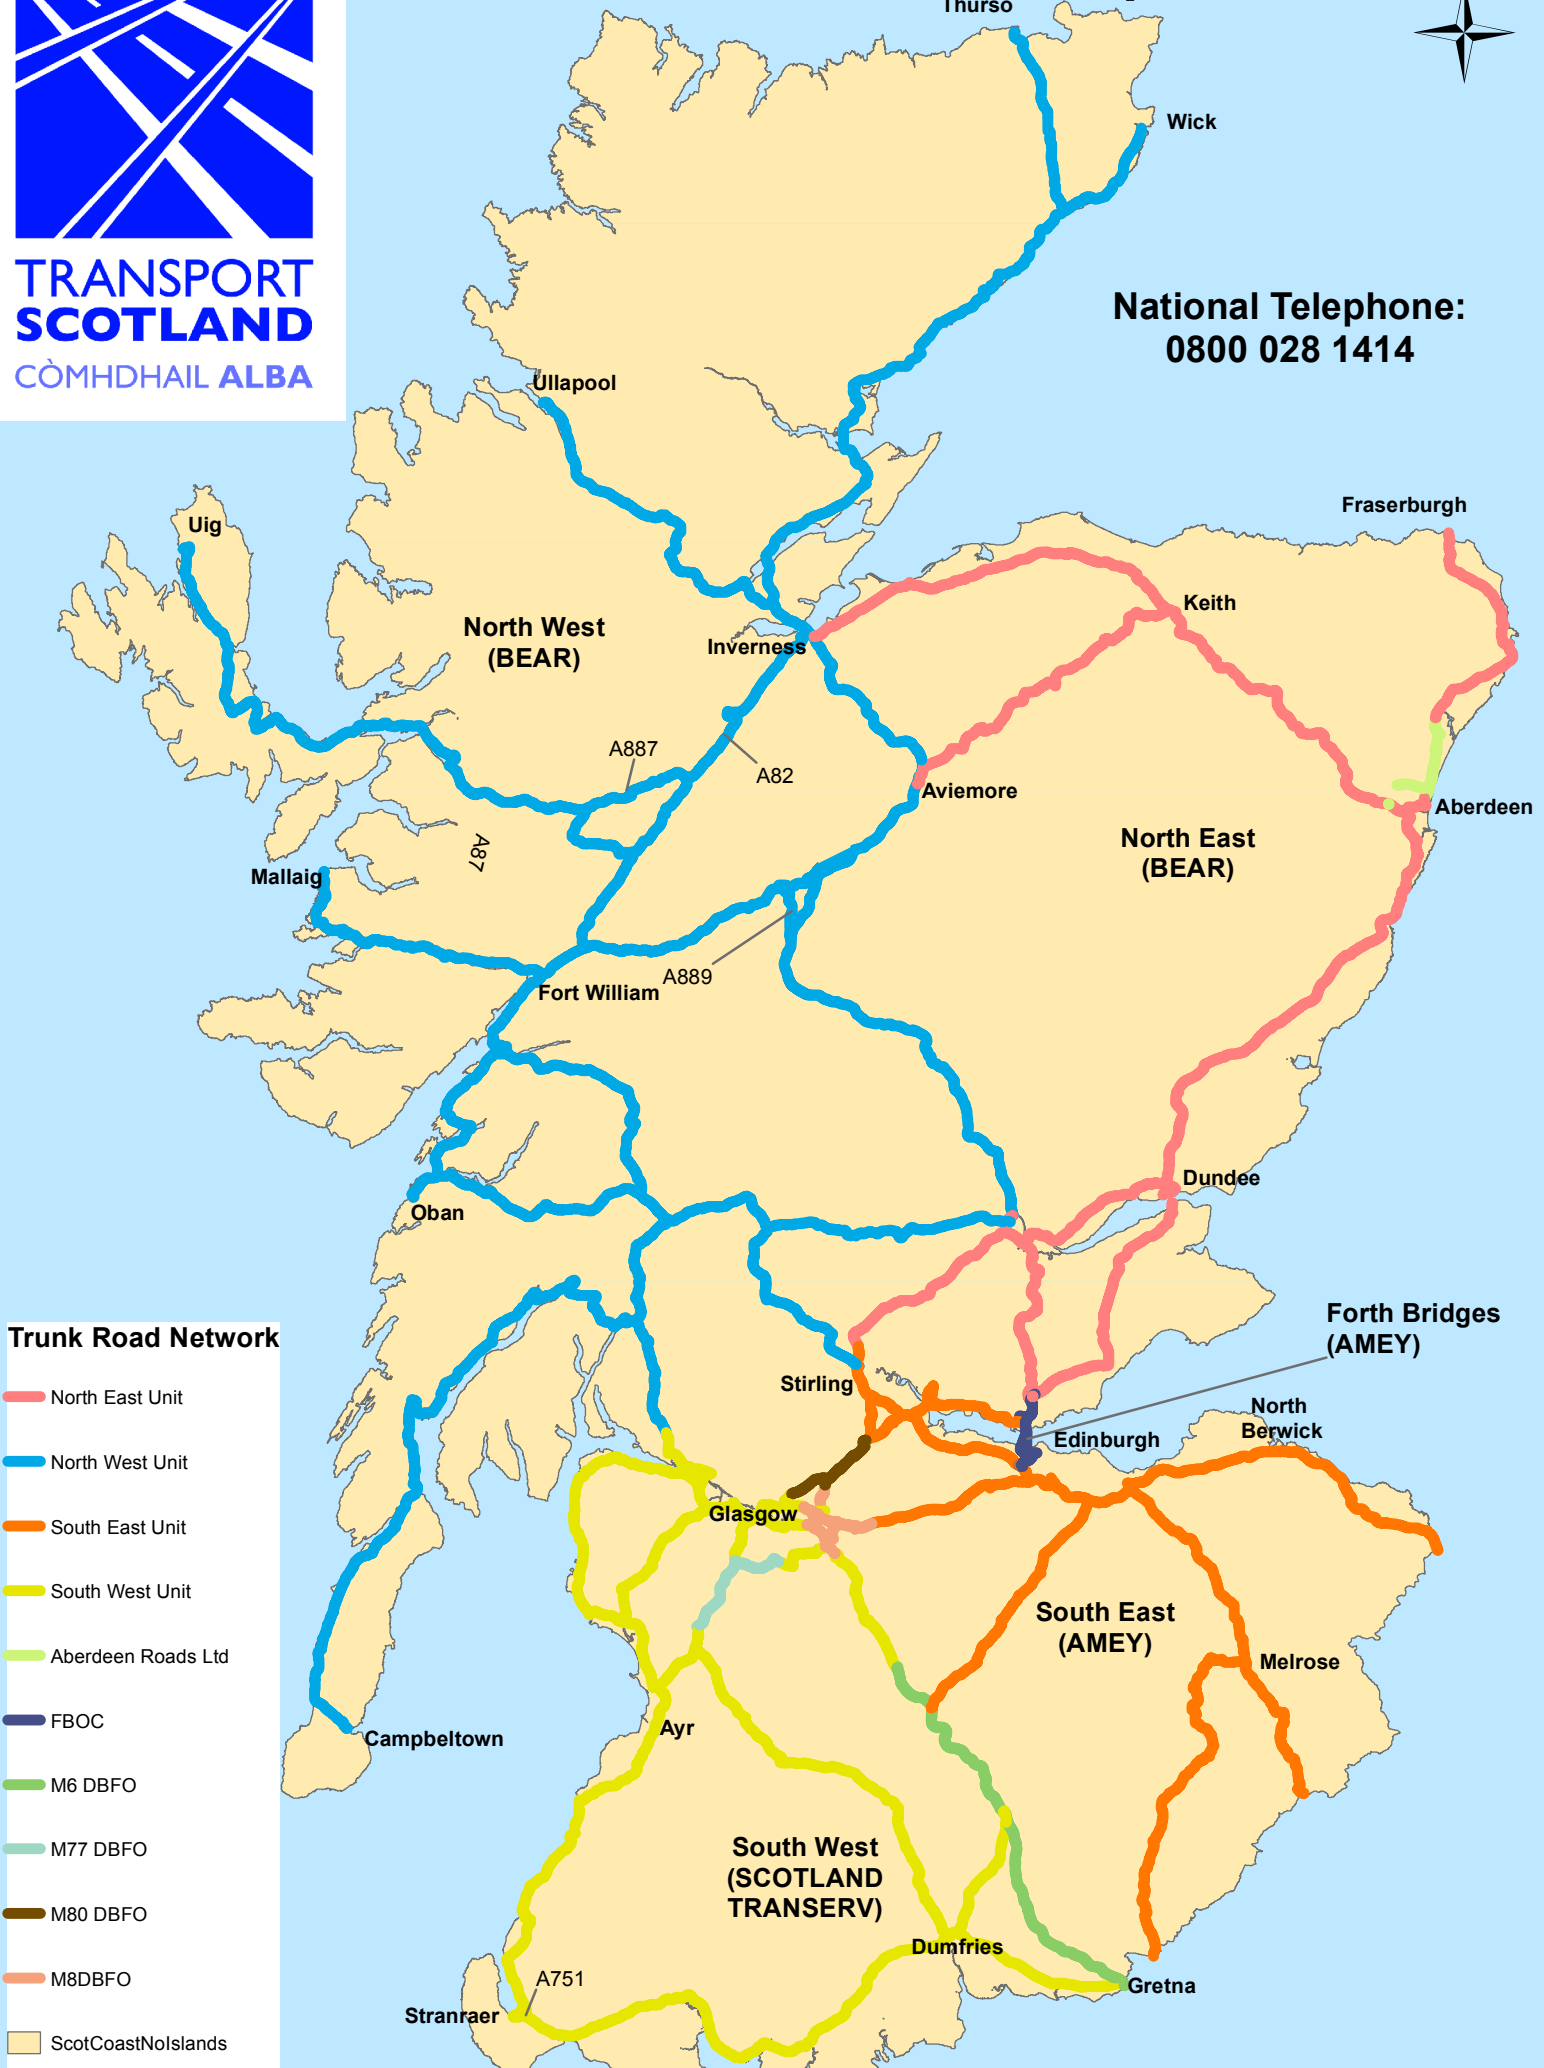 Thurso
Wick
TRANSPORT
SCOTLAND
CÒMHDHAIL ALBA
National Telephone:
0800 028 1414
Ullapool
Fraserburgh
Uig
Keith
North West
(BEAR)
Inverness
A887
A82
Aviemore
Aberdeen
North East
(BEAR)
A87
Mallaig
A889
Fort William
Dundee
Oban
Forth Bridges
(AMEY)
Stirling
North
Berwick
Edinburgh
Glasgow
South East
(AMEY)
Melrose
Ayr
Campbeltown
South West
(SCOTLAND
TRANSERV)
Dumfries
A751
Gretna
Stranraer
Trunk Road Network
North East Unit
North West Unit
South East Unit
South West Unit
Aberdeen Roads Ltd
FBOC
M6 DBFO
M77 DBFO
M80 DBFO
M8DBFO
ScotCoastNoIslands